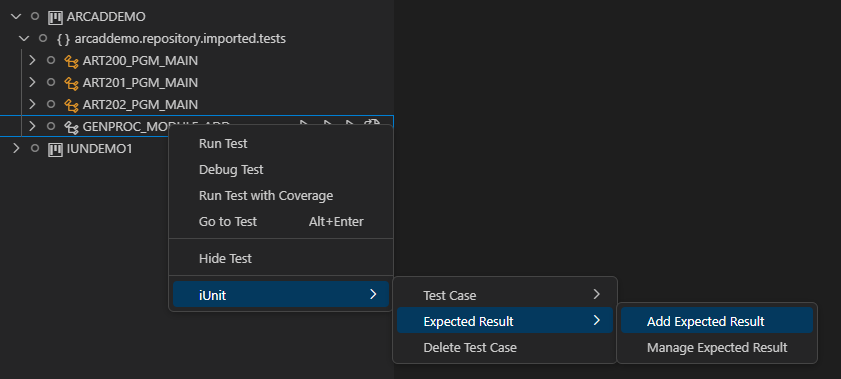 ARCADDEMO
{ } arcaddemo.repository.imported.tests
ART200_PGM_MAIN
ART201_PGM_MAIN
ART202_PGM_MAIN
GENPROC_MODULE_ADD
IUNDEMO1
Run Test
Debug Test
Run Test with Coverage
Go to Test Alt+Enter
Hide Test
iUnit
Test Case
Expected Result
Delete Test Case
Add Expected Result
Manage Expected Result